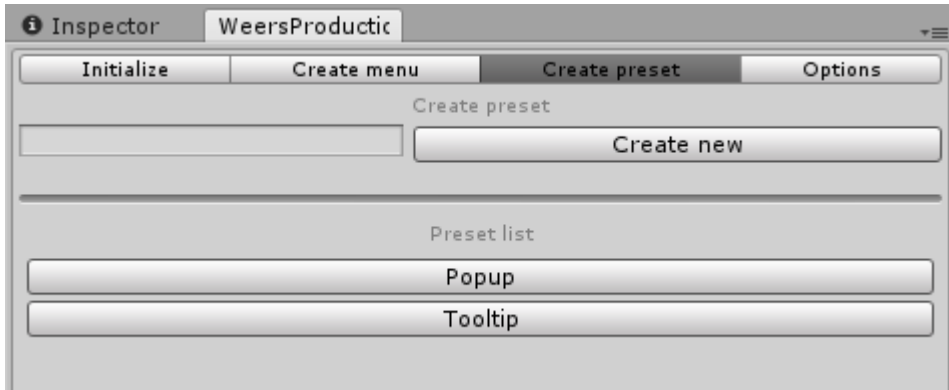 Inspector WeersProductic
Initialize Create menu Create preset Options
Create preset
Create new
Preset list
Popup
Tooltip